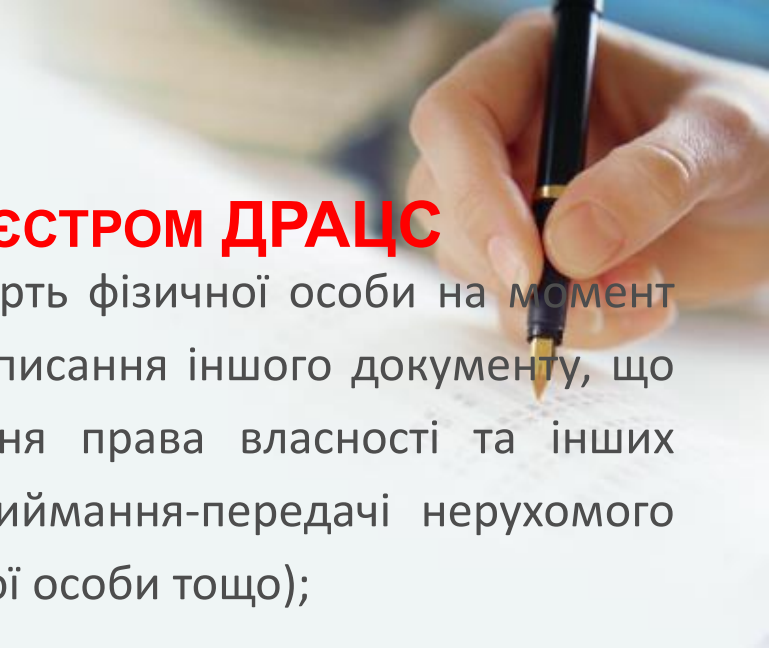 ЄСТРОМ ДРАЦС
рть фізичної особи на момент
писання іншого документу, що
ня права власності та інших
иймання-передачі нерухомого
ої особи тощо);